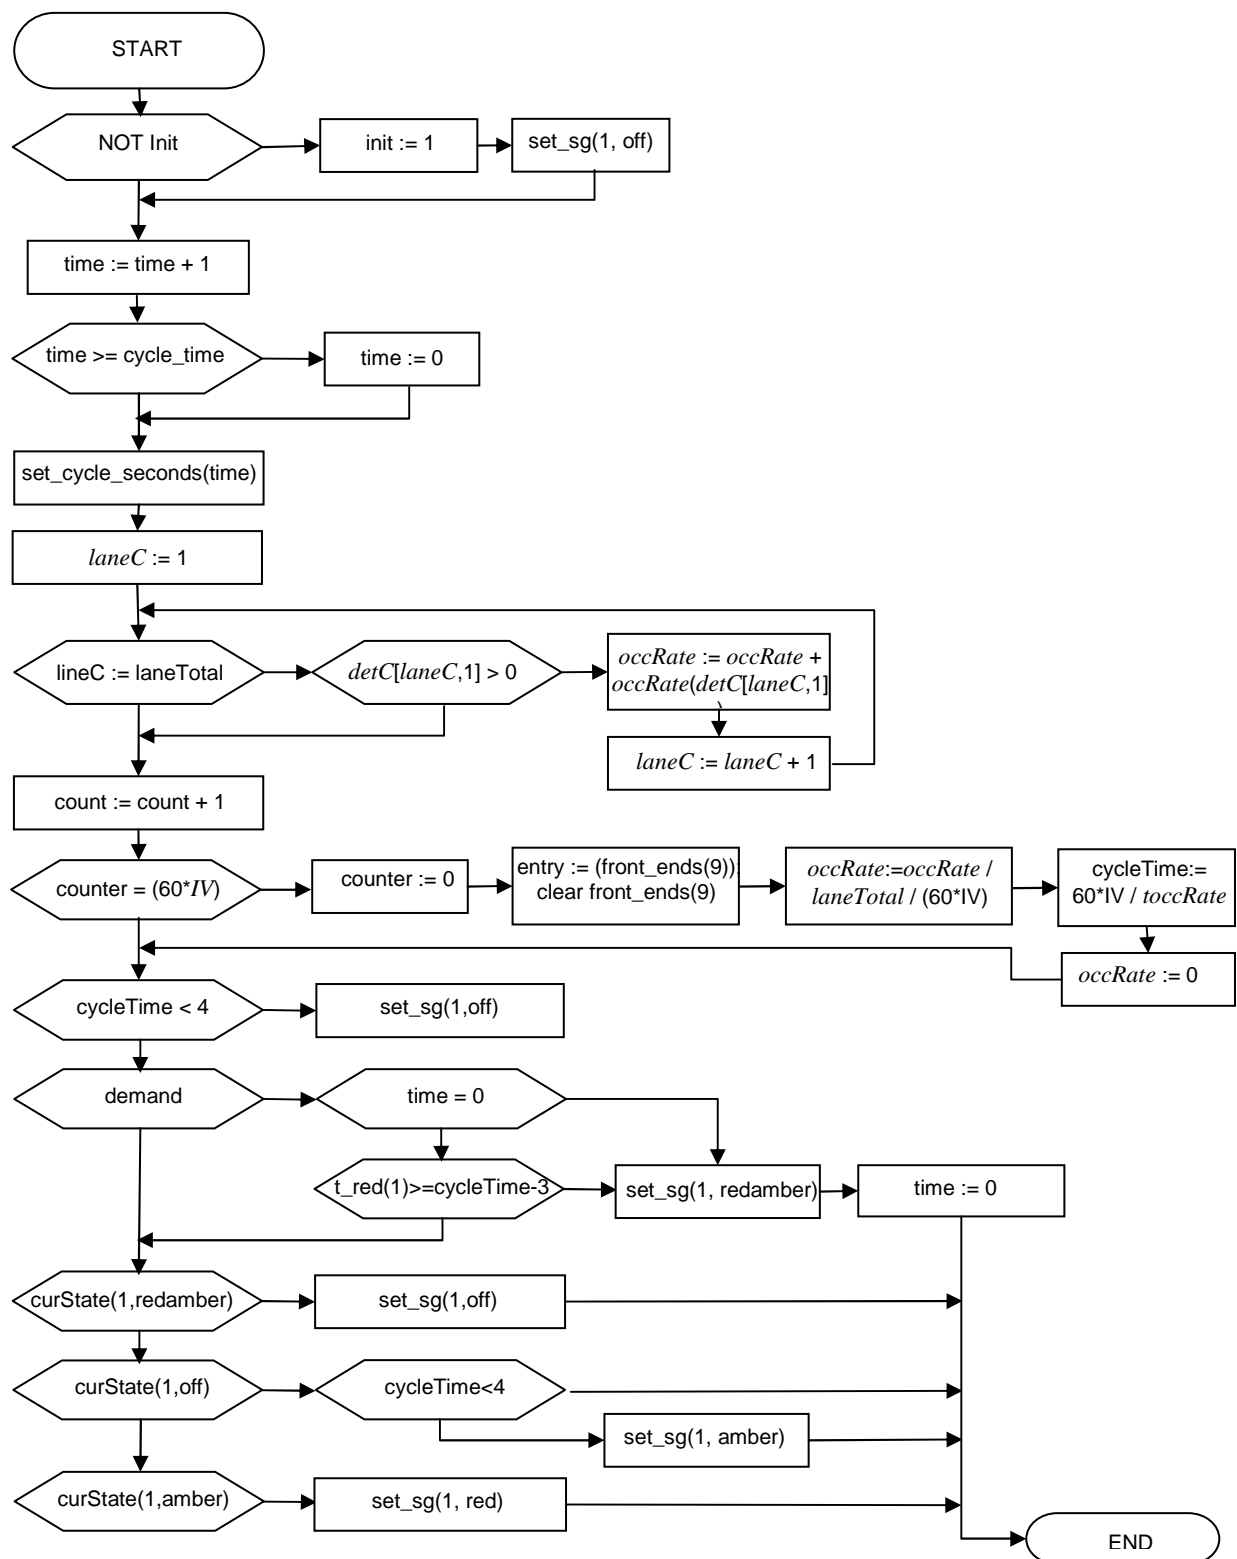 START
NOT Init
init := 1
set_sg(1, off)
time := time + 1
time >= cycle_time
time := 0
set_cycle_seconds(time)
laneC := 1
lineC := laneTotal
detC[laneC,1] > 0
occRate := occRate +
occRate(detC[laneC,1]
laneC := laneC + 1
count := count + 1
counter = (60*IV)
counter := 0
entry := (front_ends(9));
clear front_ends(9)
occRate:=occRate /
laneTotal / (60*IV)
cycleTime:=
60*IV / toccRate
occRate := 0
cycleTime < 4
set_sg(1,off)
demand
time = 0
t_red(1)>=cycleTime-3
set_sg(1, redamber)
time := 0
curState(1,redamber)
set_sg(1,off)
curState(1,off)
cycleTime<4
set_sg(1, amber)
curState(1,amber)
set_sg(1, red)
END